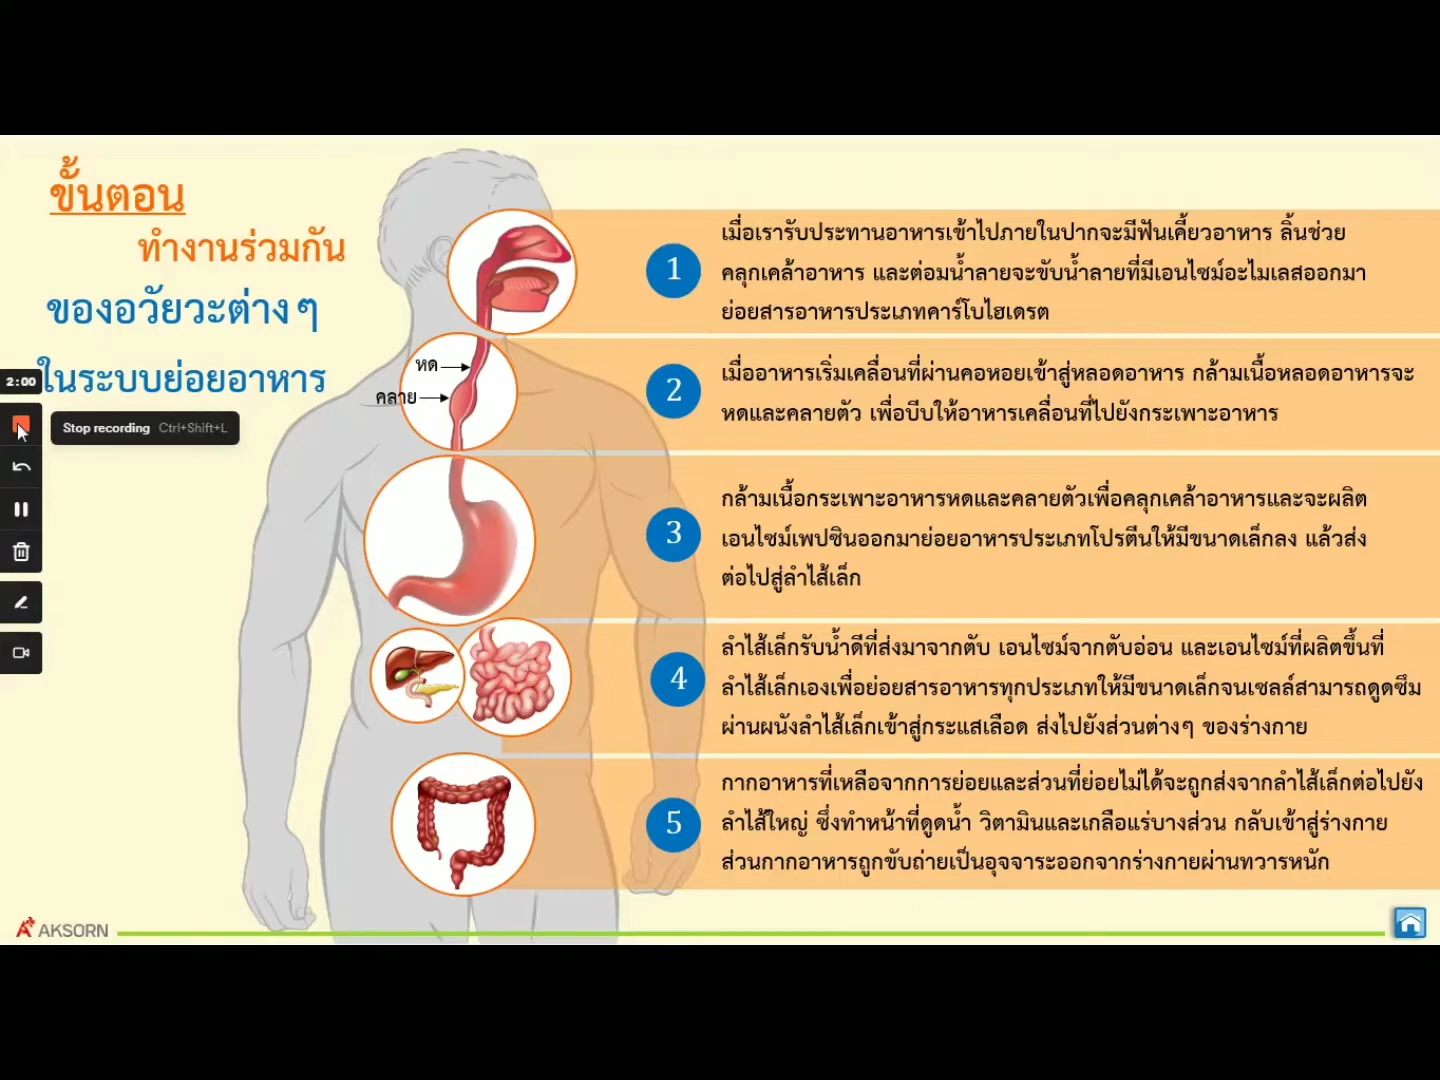 ขั้นตอน
ทำงานร่วมกัน
ของอวัยวะต่างๆ
ในระบบย่อยอาหาร
2:00
Stop recording Ctrl+Shift+L
หด
คลาย
1
เมื่อเรารับประทานอาหารเข้าไปภายในปากจะมีฟันเคี้ยวอาหาร ลิ้นช่วย
คลุกเคล้าอาหาร และต่อมน้ำลายจะขับน้ำลายที่มีเอนไซม์อะไมเลสออกมา
ย่อยสารอาหารประเภทคาร์โบไฮเดรต
2
เมื่ออาหารเริ่มเคลื่อนที่ผ่านคอหอยเข้าสู่หลอดอาหาร กล้ามเนื้อหลอดอาหารจะ
หดและคลายตัว เพื่อบีบให้อาหารเคลื่อนที่ไปยังกระเพาะอาหาร
3
กล้ามเนื้อกระเพาะอาหารหดและคลายตัวเพื่อคลุกเคล้าอาหารและจะผลิต
เอนไซม์เพปซินออกมาย่อยอาหารประเภทโปรตีนให้มีขนาดเล็กลง แล้วส่ง
ต่อไปสู่ลำไส้เล็ก
4
ลำไส้เล็กรับน้ำดีที่ส่งมาจากตับ เอนไซม์จากตับอ่อน และเอนไซม์ที่ผลิตขึ้นที่
ลำไส้เล็กเองเพื่อย่อยสารอาหารทุกประเภทให้มีขนาดเล็กจนเซลล์สามารถดูดซึม
ผ่านผนังลำไส้เล็กเข้าสู่กระแสเลือด ส่งไปยังส่วนต่างๆ ของร่างกาย
5
กากอาหารที่เหลือจากการย่อยและส่วนที่ย่อยไม่ได้จะถูกส่งจากลำไส้เล็กต่อไปยัง
ลำไส้ใหญ่ ซึ่งทำหน้าที่ดูดน้ำ วิตามินและเกลือแร่บางส่วน กลับเข้าสู่ร่างกาย
ส่วนกากอาหารถูกขับถ่ายเป็นอุจจาระออกจากร่างกายผ่านทวารหนัก
AKSORN